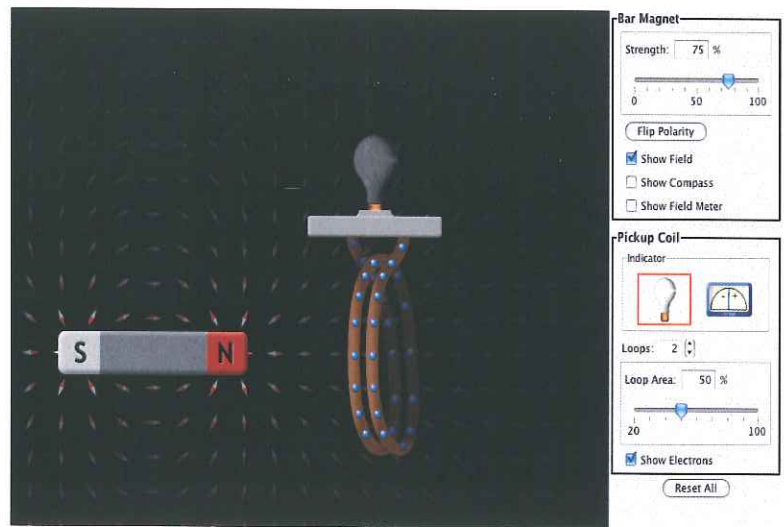 S N
Bar Magnet
Strength: 75 %
0 50 100
Flip Polarity
Show Field
Show Compass
Show Field Meter
Pickup Coil
Indicator
- +
Loops: 2
Loop Area: 50 %
20 100
Show Electrons
Reset All